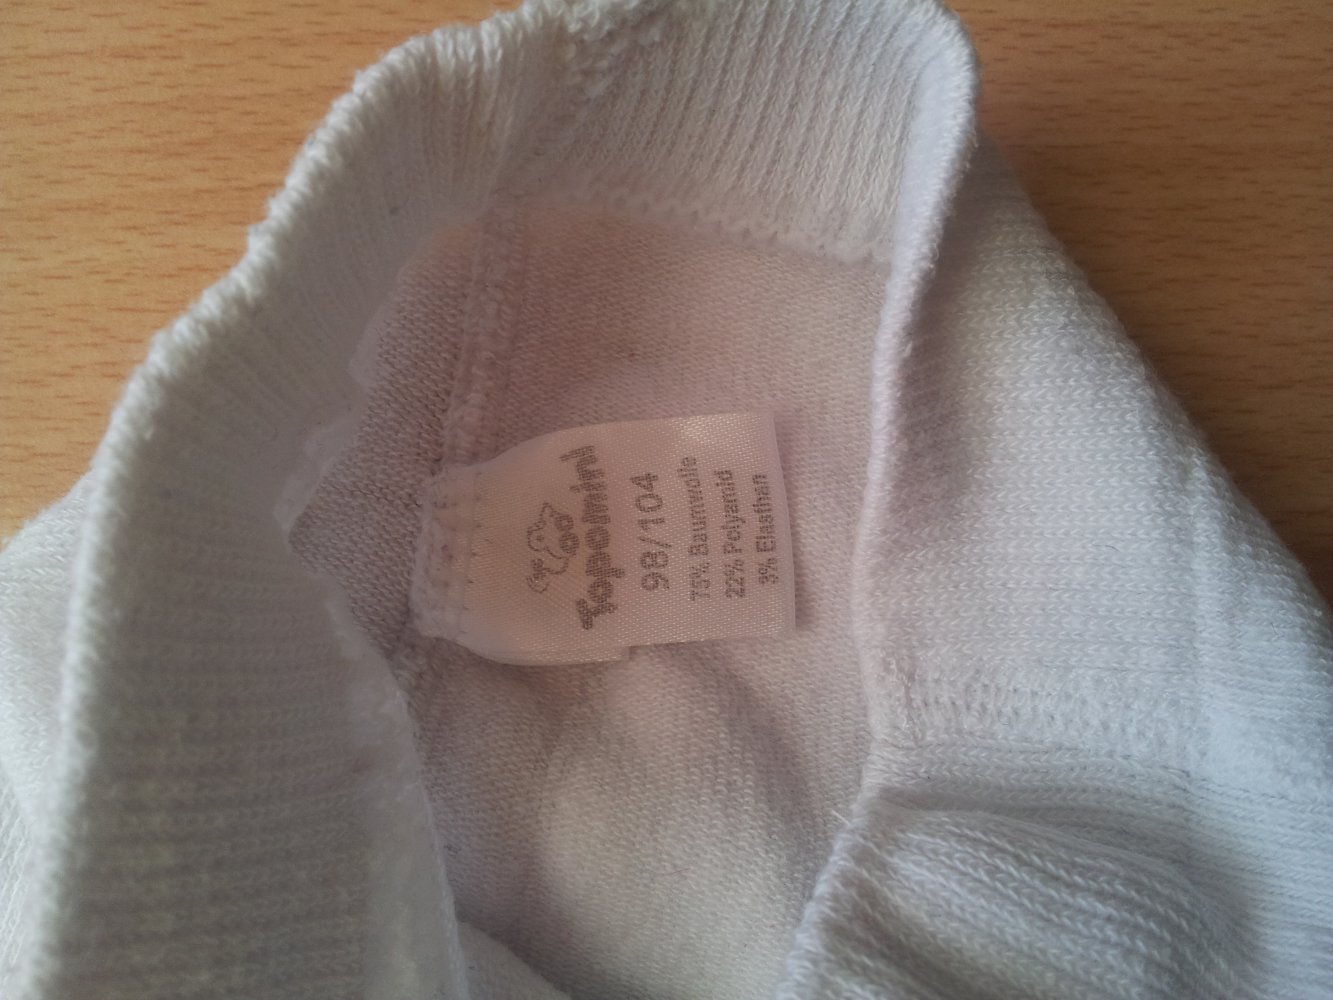 Topomini
98/104
75% Baumwolle
22% Polyamid
3% Elasthan